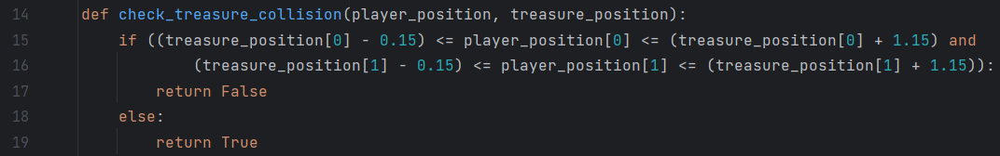 14 def check_treasure_collision(player_position, treasure_position):
15 if ((treasure_position[0] - 0.15) <= player_position[0] <= (treasure_position[0] + 1.15) and
16 (treasure_position[1] - 0.15) <= player_position[1] <= (treasure_position[1] + 1.15)):
17 return False
18 else:
19 return True